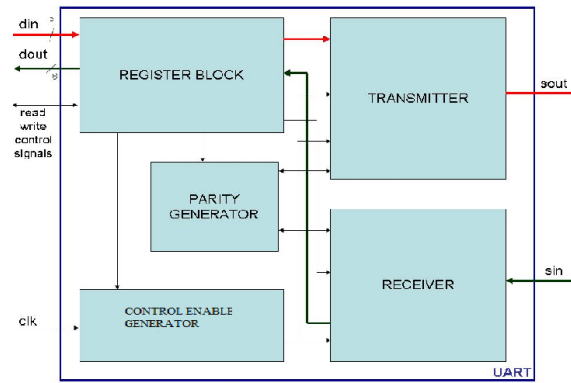 din
dout
8
REGISTER BLOCK
read
write
control
signals
TRANSMITTER
sout
PARITY
GENERATOR
CONTROL ENABLE
GENERATOR
clk
RECEIVER
sin
UART